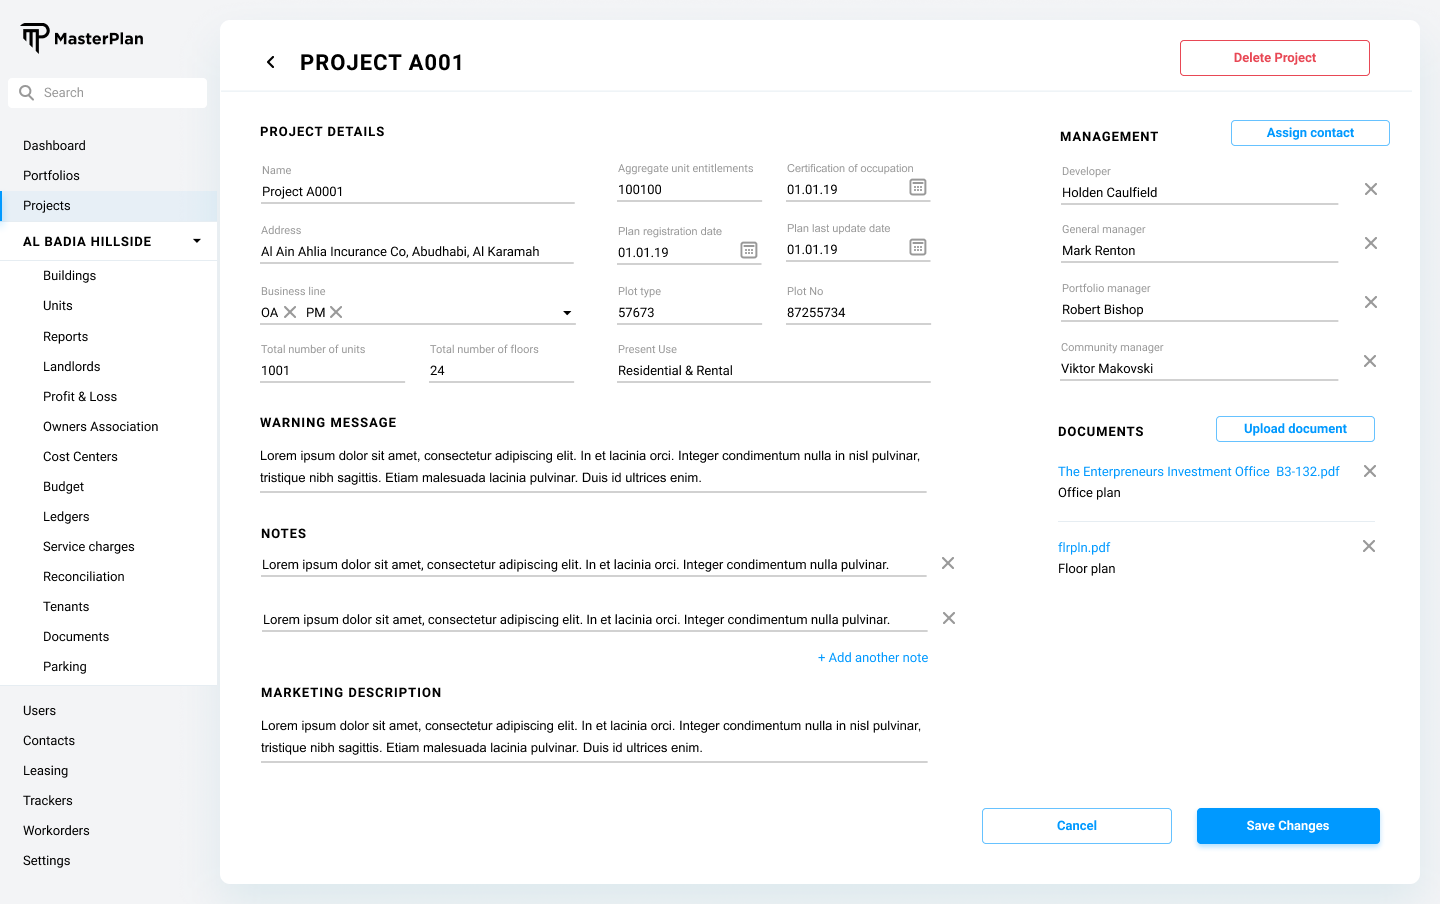 MasterPlan
Search
Dashboard
Portfolios
Projects
AL BADIA HILLSIDE
Buildings
Units
Reports
Landlords
Profit & Loss
Owners Association
Cost Centers
Budget
Ledgers
Service charges
Reconciliation
Tenants
Documents
Parking
Users
Contacts
Leasing
Trackers
Workorders
Settings
PROJECT A001
Delete Project
PROJECT DETAILS
Name
Project A0001
Aggregate unit entitlements
100100
Certification of occupation
01.01.19
Address
Al Ain Ahlia Incurance Co, Abudhabi, Al Karamah
Plan registration date
01.01.19
Plan last update date
01.01.19
Business line
OA PM
Plot type
57673
Plot No
87255734
Total number of units
1001
Total number of floors
24
Present Use
Residential & Rental
WARNING MESSAGE
Lorem ipsum dolor sit amet, consectetur adipiscing elit. In et lacinia orci. Integer condimentum nulla in nisl pulvinar,
tristique nibh sagittis. Etiam malesuada lacinia pulvinar. Duis id ultrices enim.
NOTES
Lorem ipsum dolor sit amet, consectetur adipiscing elit. In et lacinia orci. Integer condimentum nulla pulvinar.
Lorem ipsum dolor sit amet, consectetur adipiscing elit. In et lacinia orci. Integer condimentum nulla pulvinar.
+ Add another note
MARKETING DESCRIPTION
Lorem ipsum dolor sit amet, consectetur adipiscing elit. In et lacinia orci. Integer condimentum nulla in nisl pulvinar,
tristique nibh sagittis. Etiam malesuada lacinia pulvinar. Duis id ultrices enim.
MANAGEMENT
Assign contact
Developer
Holden Caulfield
General manager
Mark Renton
Portfolio manager
Robert Bishop
Community manager
Viktor Makovski
DOCUMENTS
Upload document
The Enterpreneurs Investment Office  B3-132.pdf
Office plan
flrpln.pdf
Floor plan
Cancel
Save Changes